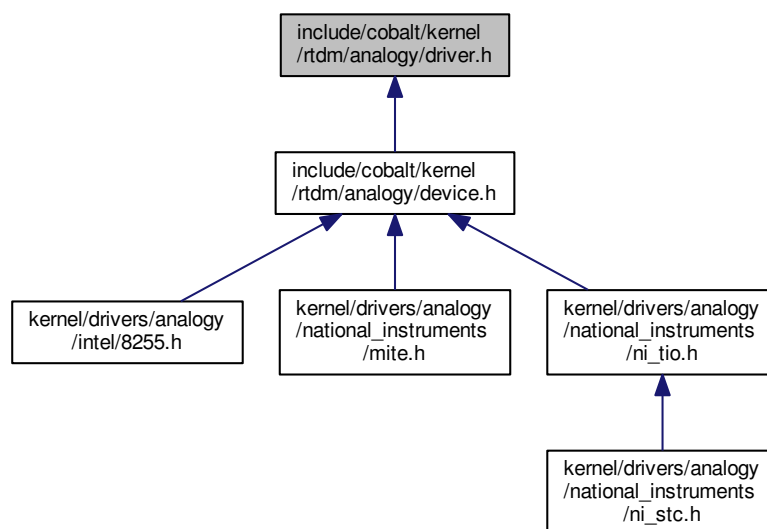 include/cobalt/kernel
/rtdm/analogy/driver.h
include/cobalt/kernel
/rtdm/analogy/device.h
kernel/drivers/analogy
/intel/8255.h
kernel/drivers/analogy
/national_instruments
/mite.h
kernel/drivers/analogy
/national_instruments
/ni_tio.h
kernel/drivers/analogy
/national_instruments
/ni_stc.h